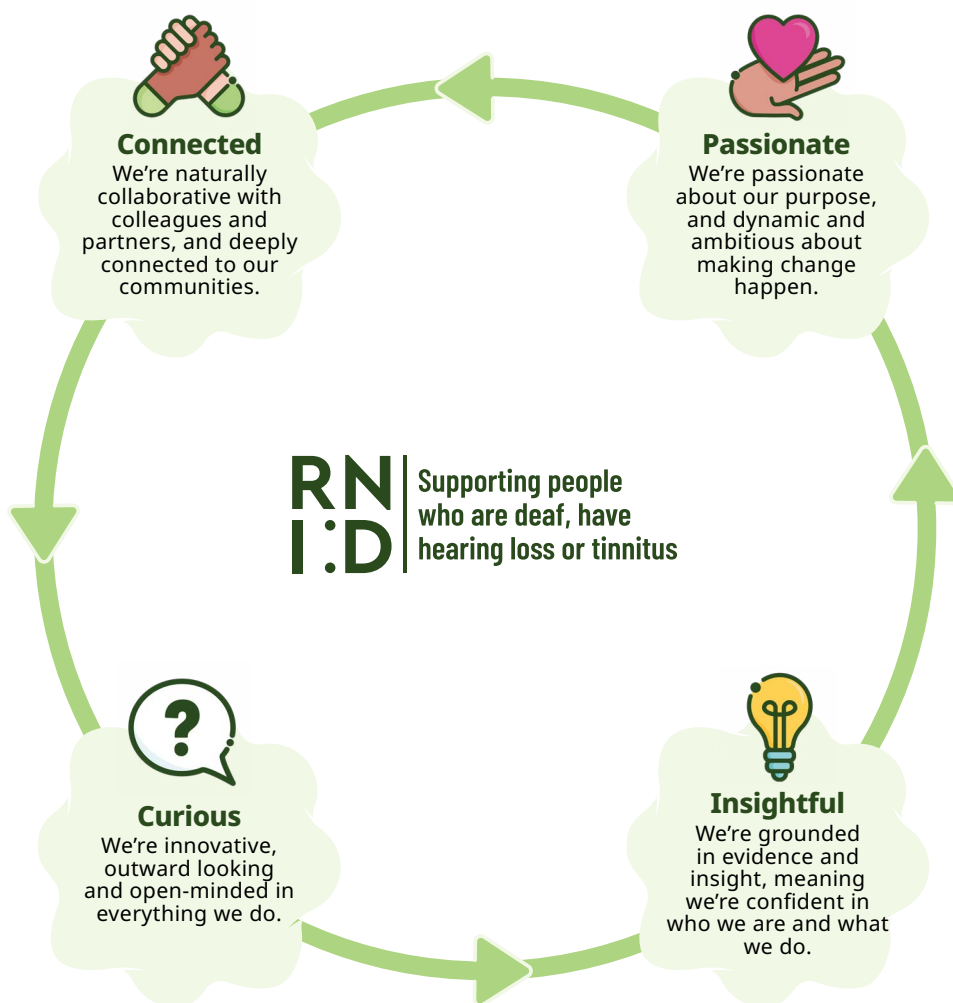 Connected
We’re naturally
collaborative with
colleagues and
partners, and deeply
connected to our
communities.
Passionate
We’re passionate
about our purpose,
and dynamic and
ambitious about
making change
happen.
RN
I:D
Supporting people
who are deaf, have
hearing loss or tinnitus
?
Curious
We’re innovative,
outward looking
and open-minded in
everything we do.
Insightful
We’re grounded
in evidence and
insight, meaning
we’re confident in
who we are and what
we do.